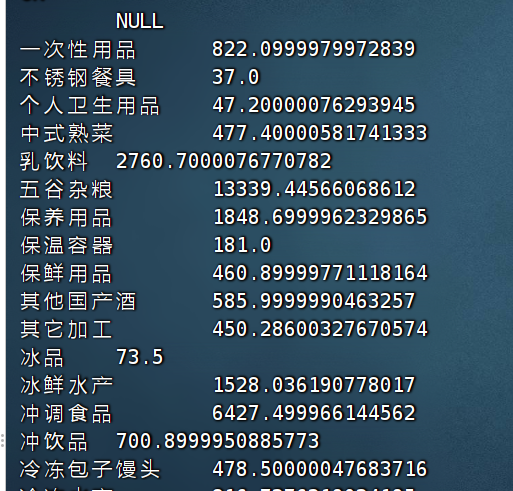 NULL
一次性用品 822.0999979972839
不锈钢餐具 37.0
个人卫生用品 47.20000076293945
中式熟菜 477.40000581741333
乳饮料 2760.7000076770782
五谷杂粮 13339.44566068612
保养用品 1848.6999962329865
保温容器 181.0
保鲜用品 460.89999771118164
其他国产酒 585.9999990463257
其它加工 450.28600327670574
冰品 73.5
冰鲜水产 1528.036190778017
冲调食品 6427.499966144562
冲饮品 700.8999950885773
冷冻包子馒头 478.50000047683716